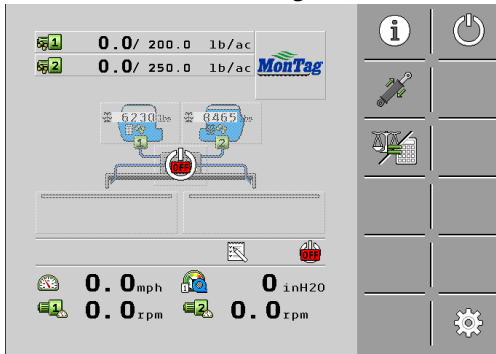 1 0.0/ 200.0 lb/ac
2 0.0/ 250.0 lb/ac
MonTag
6230 lbs 8465 lbs
1 2
OFF
OFF
0.0 mph 1 0 inH2O
1 0.0 rpm 2 0.0 rpm
i